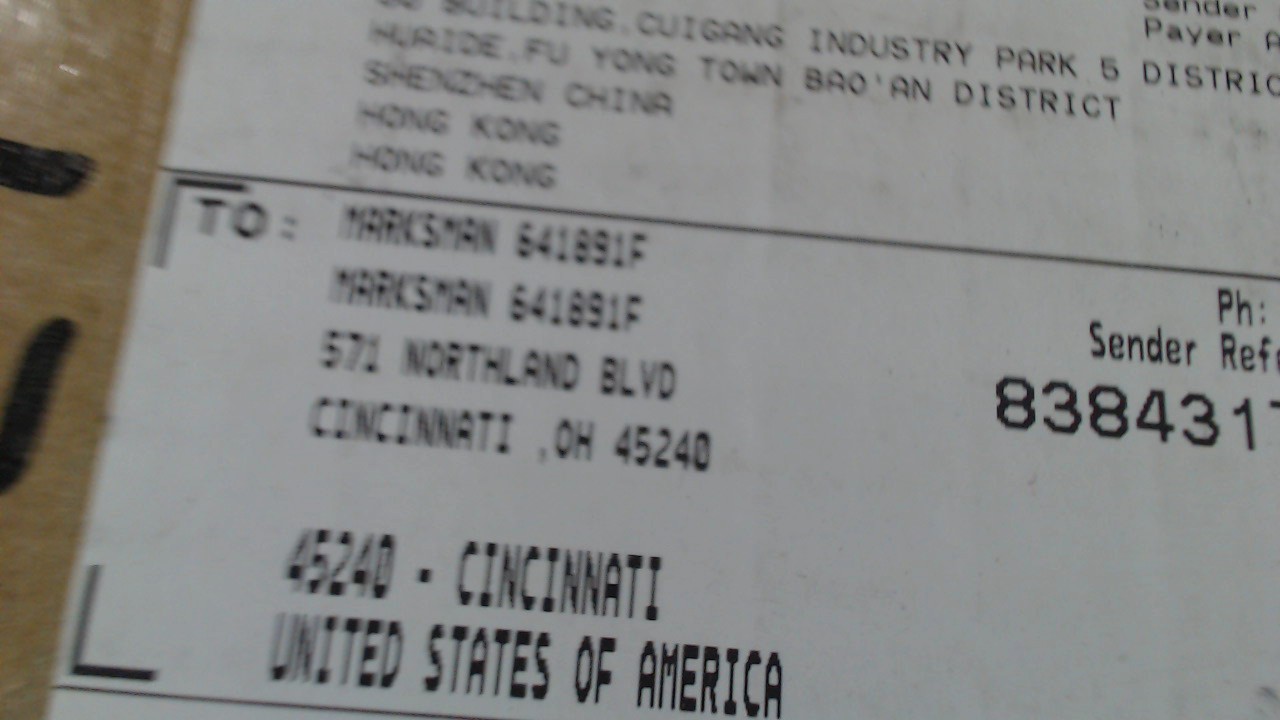 BUILDING.CUIGANG INDUSTRY PARK 5 DISTRIC
HUAIDE.FU YONG TOWN BAO'AN DISTRICT
SHENZHEN CHINA
HONG KONG
HONG KONG
Sender
Payer A
TO: MARKSMAN 641891F
MARKSMAN 641891F
571 NORTHLAND BLVD
CINCINNATI ,OH 45240
Ph:
Sender Refe
8384317
45240 - CINCINNATI
UNITED STATES OF AMERICA